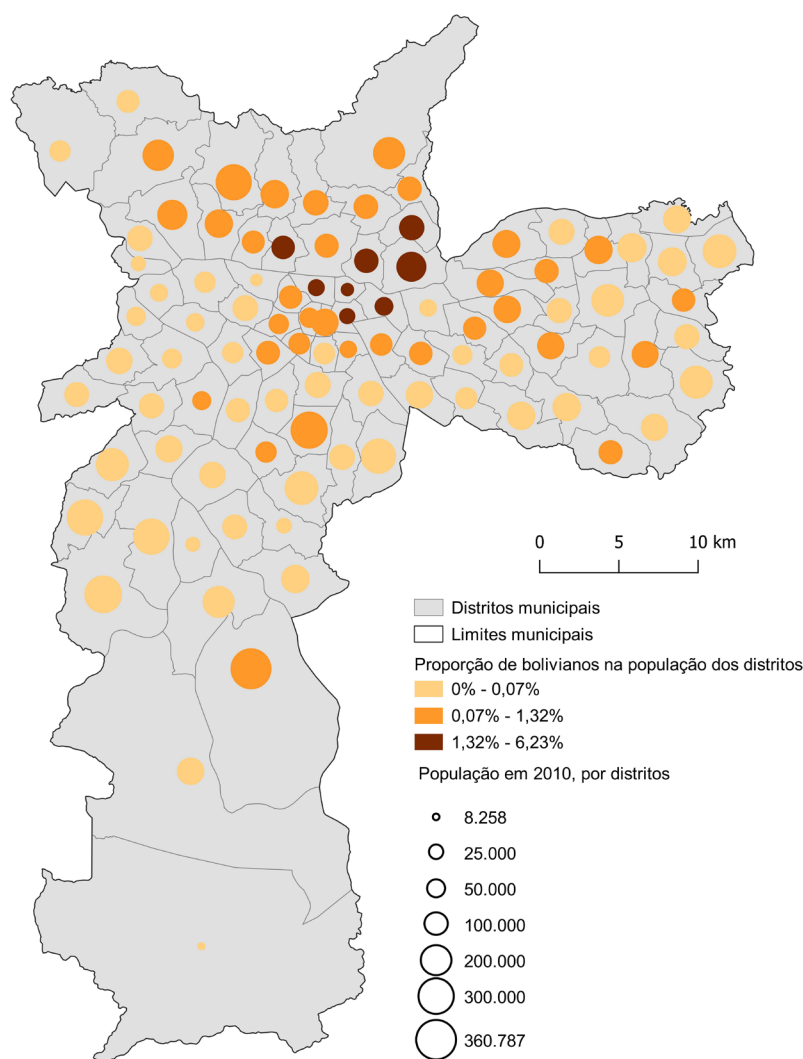 0 5 10 km
Distritos municipais
Limites municipais
Proporção de bolivianos na população dos distritos
0% - 0,07%
0,07% - 1,32%
1,32% - 6,23%
População em 2010, por distritos
8.258
25.000
50.000
100.000
200.000
300.000
360.787